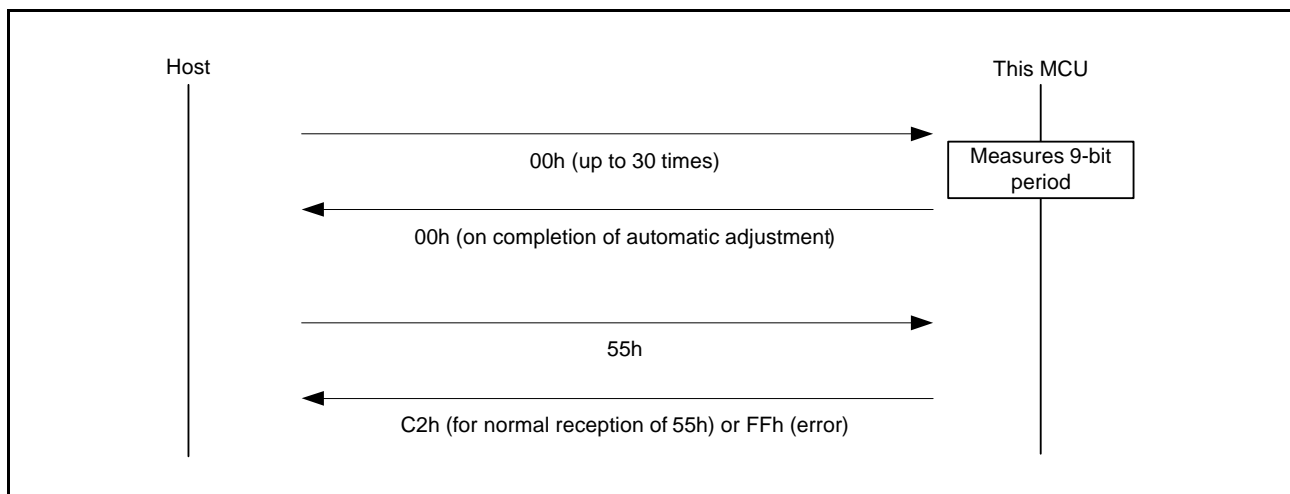 Host
This MCU
00h (up to 30 times)
Measures 9-bit
period
00h (on completion of automatic adjustment)
55h
C2h (for normal reception of 55h) or FFh (error)